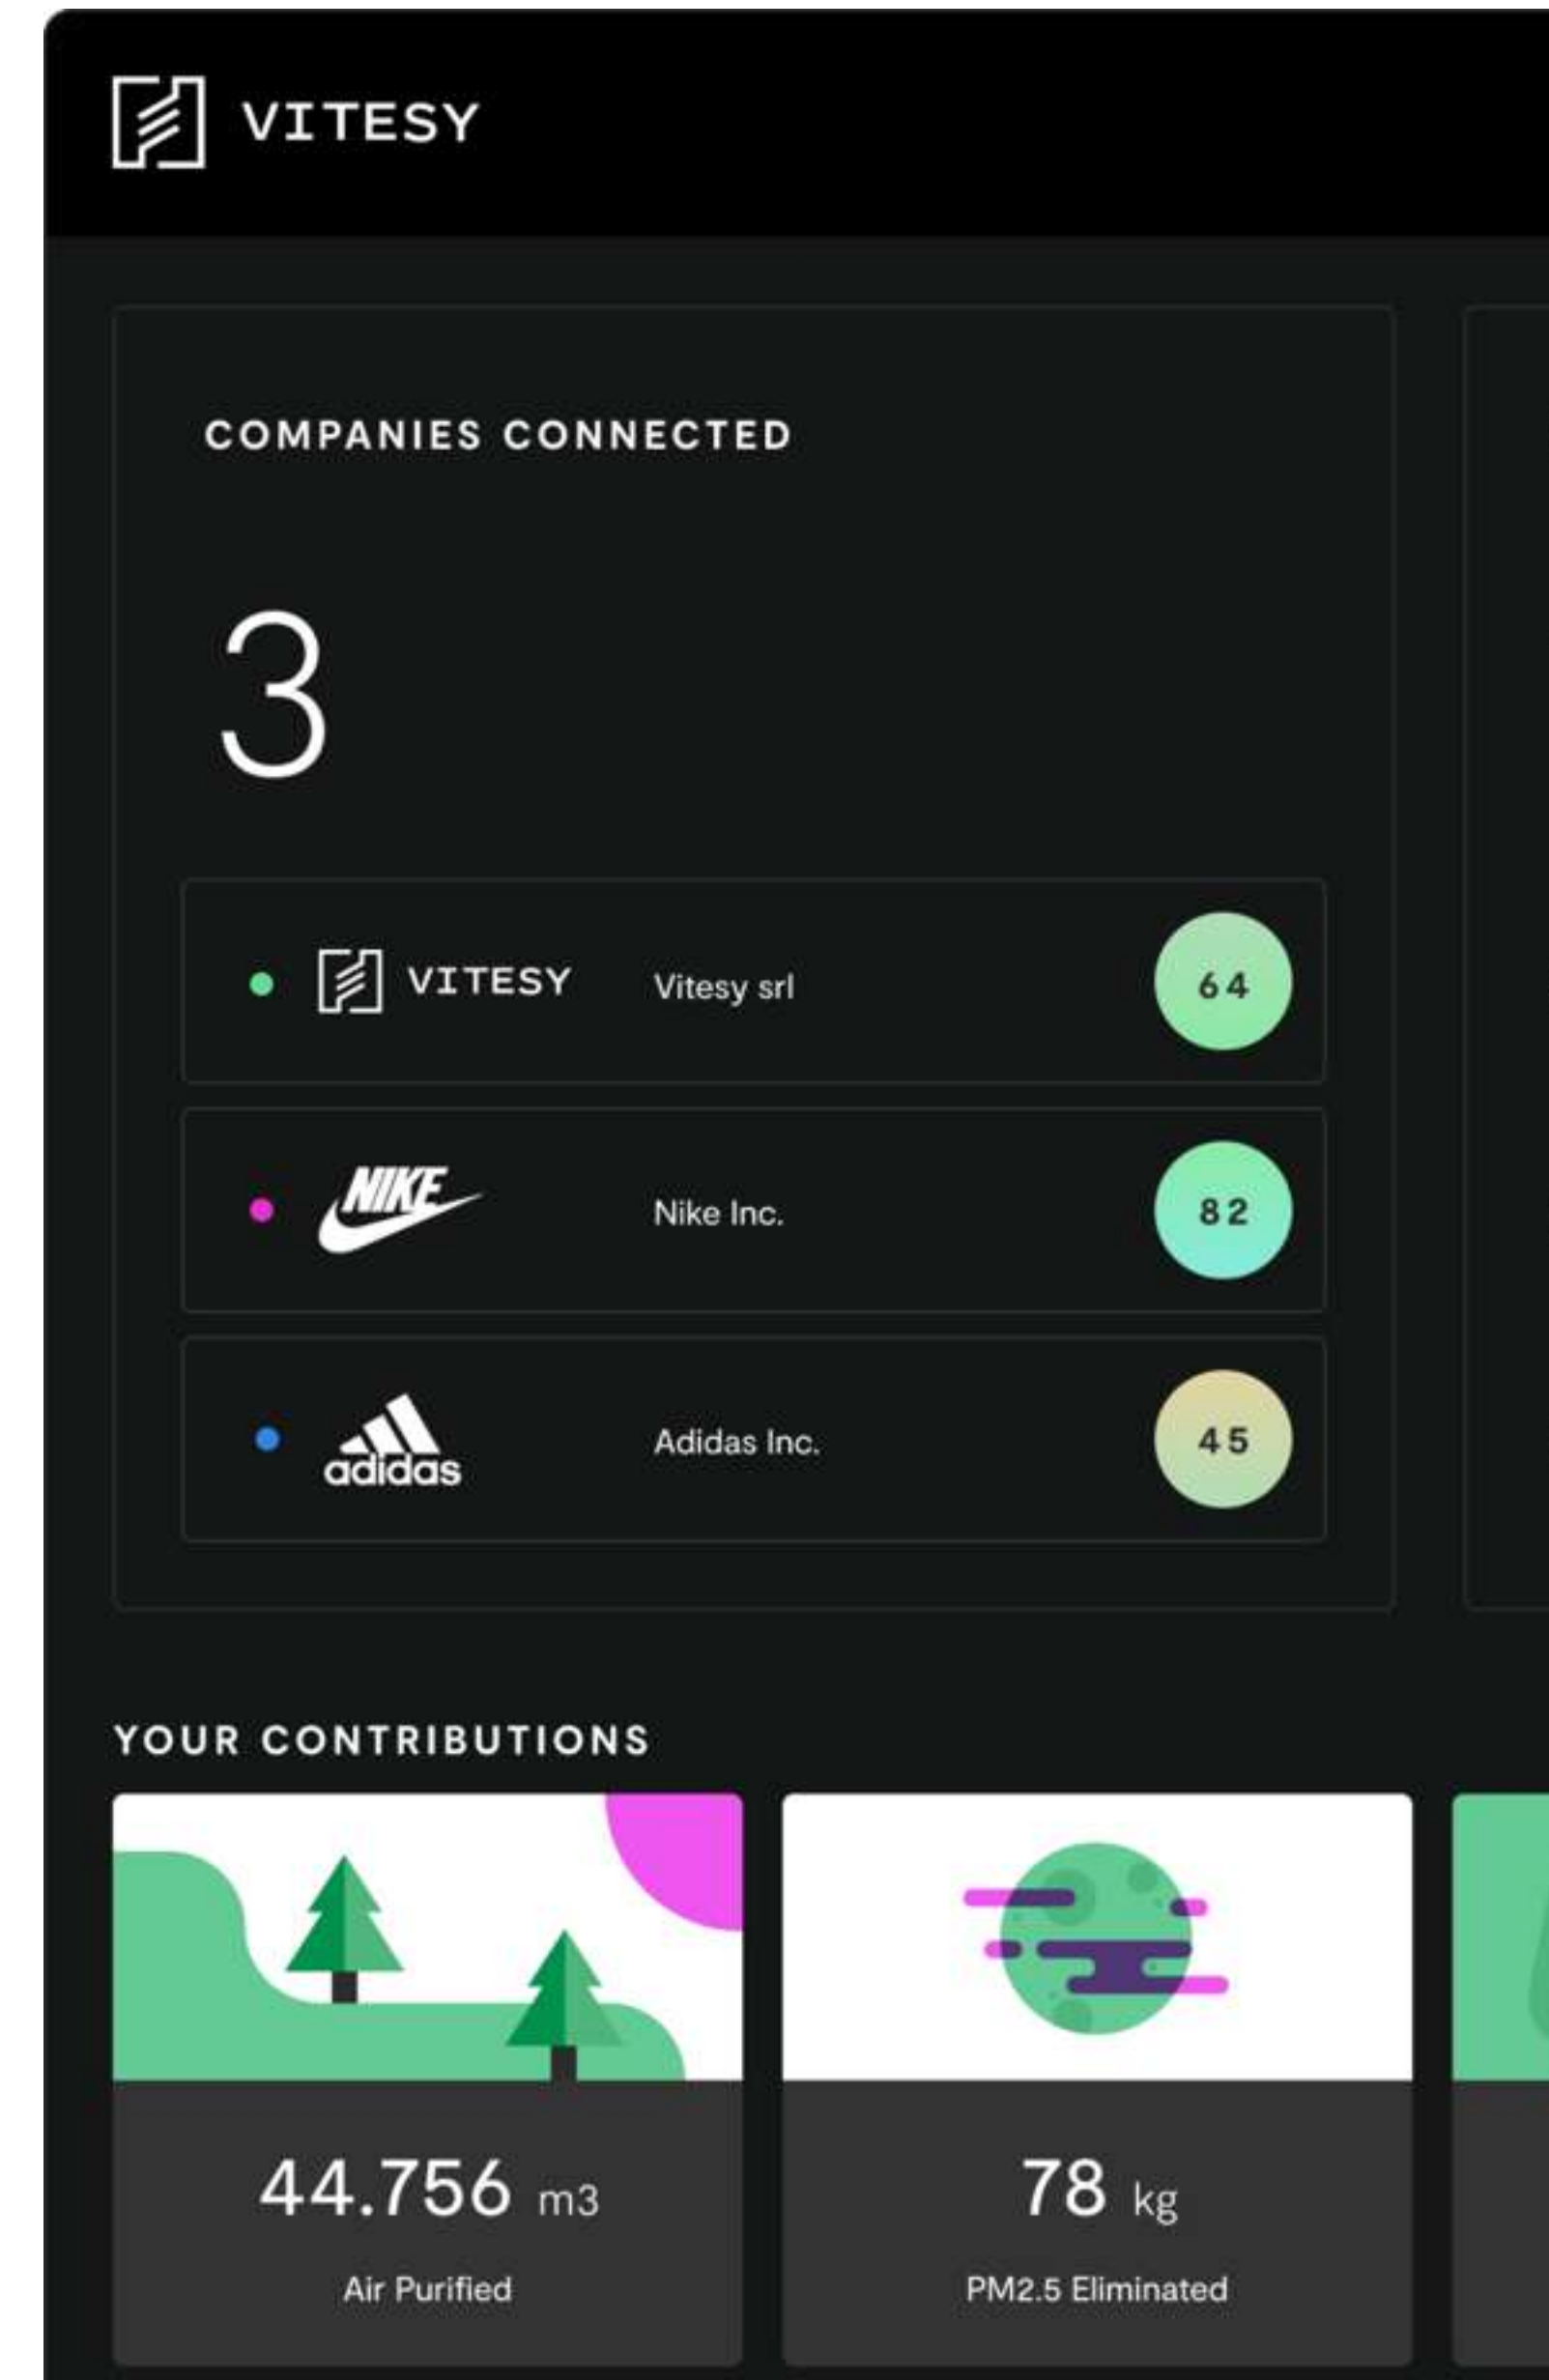 VITESY
COMPANIES CONNECTED
3
VITESY Vitesy srl 64
NIKE Nike Inc. 82
adidas Adidas Inc. 45
YOUR CONTRIBUTIONS
44.756 m3
Air Purified
78 kg
PM2.5 Eliminated